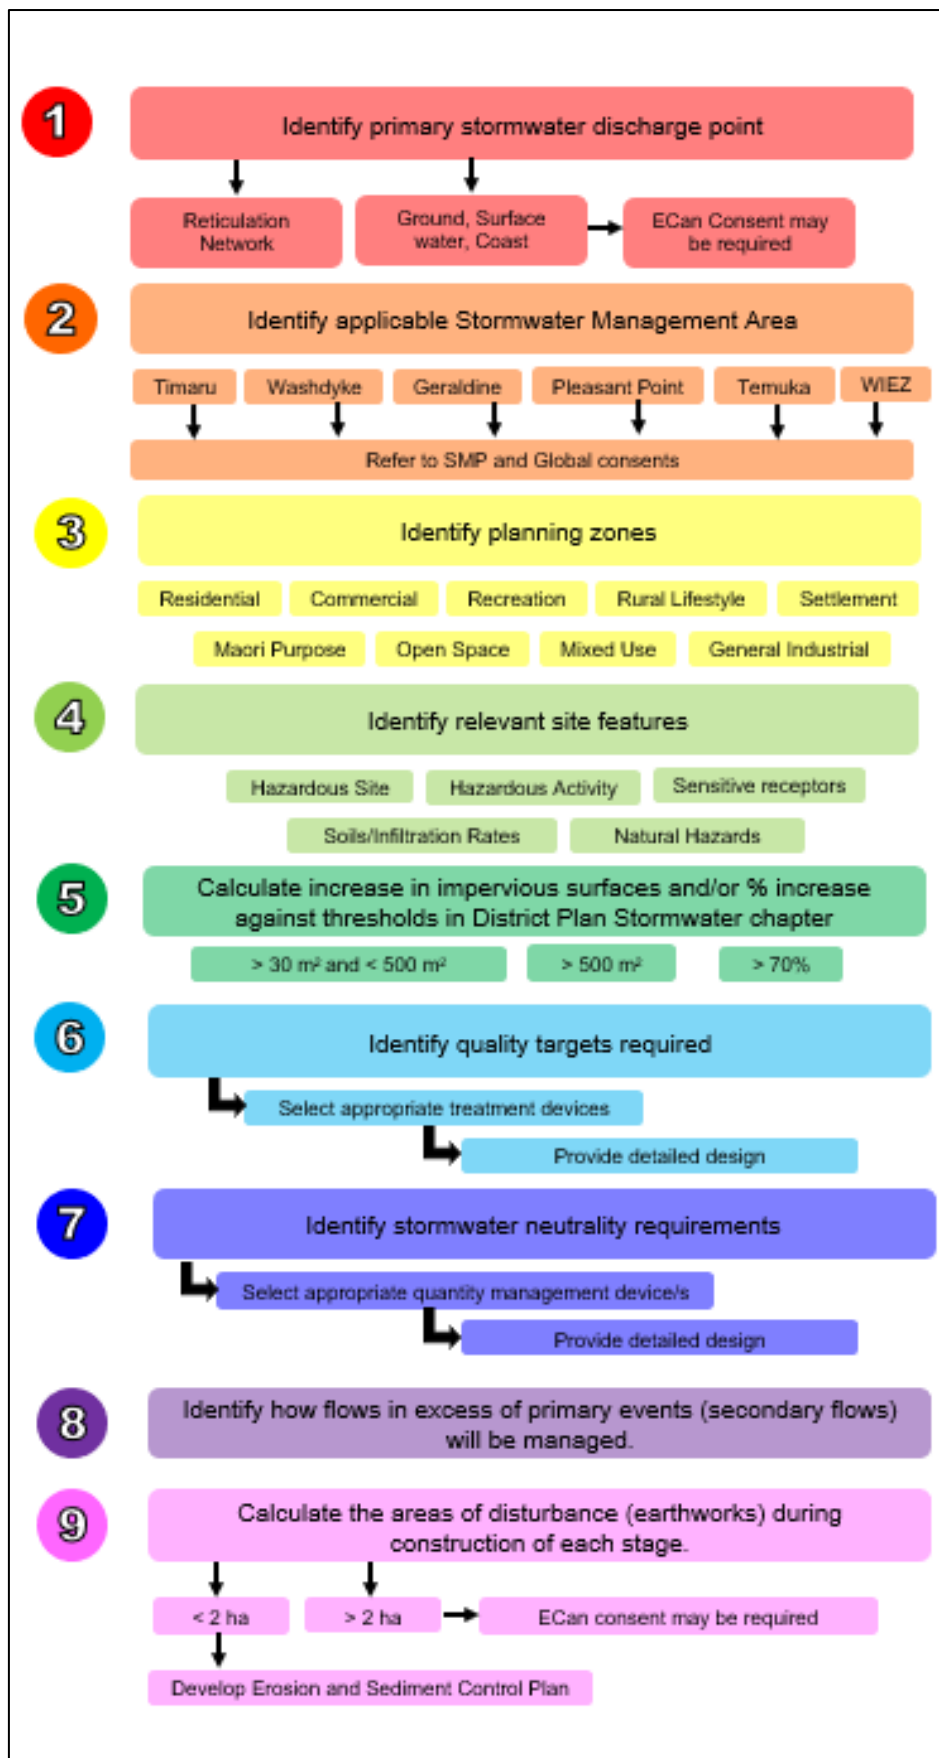 1
Identify primary stormwater discharge point
Reticulation
Network
Ground, Surface
water, Coast
ECan Consent may
be required
2
Identify applicable Stormwater Management Area
Timaru
Washdyke
Geraldine
Pleasant Point
Temuka
WIEZ
Refer to SMP and Global consents
3
Identify planning zones
Residential
Commercial
Recreation
Rural Lifestyle
Settlement
Maori Purpose
Open Space
Mixed Use
General Industrial
4
Identify relevant site features
Hazardous Site
Hazardous Activity
Sensitive receptors
Soils/Infiltration Rates
Natural Hazards
5
Calculate increase in impervious surfaces and/or % increase
against thresholds in District Plan Stormwater chapter
> 30 m² and < 500 m²
> 500 m²
> 70%
6
Identify quality targets required
Select appropriate treatment devices
Provide detailed design
7
Identify stormwater neutrality requirements
Select appropriate quantity management device/s
Provide detailed design
8
Identify how flows in excess of primary events (secondary flows)
will be managed.
9
Calculate the areas of disturbance (earthworks) during
construction of each stage.
< 2 ha
> 2 ha
ECan consent may be required
Develop Erosion and Sediment Control Plan